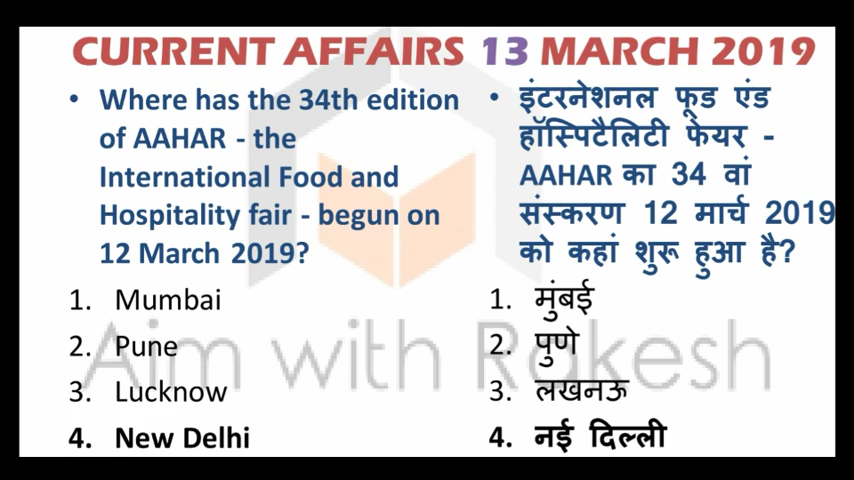 CURRENT AFFAIRS 13 MARCH 2019
• Where has the 34th edition
of AAHAR - the
International Food and
Hospitality fair - begun on
12 March 2019?
1. Mumbai
2. Pune
3. Lucknow
4. New Delhi
• इंटरनेशनल फूड एंड
हॉस्पिटैलिटी फेयर -
AAHAR का 34 वां
संस्करण 12 मार्च 2019
को कहां शुरू हुआ है?
1. मुंबई
2. पुणे
3. लखनऊ
4. नई दिल्ली
Aim with Rakesh